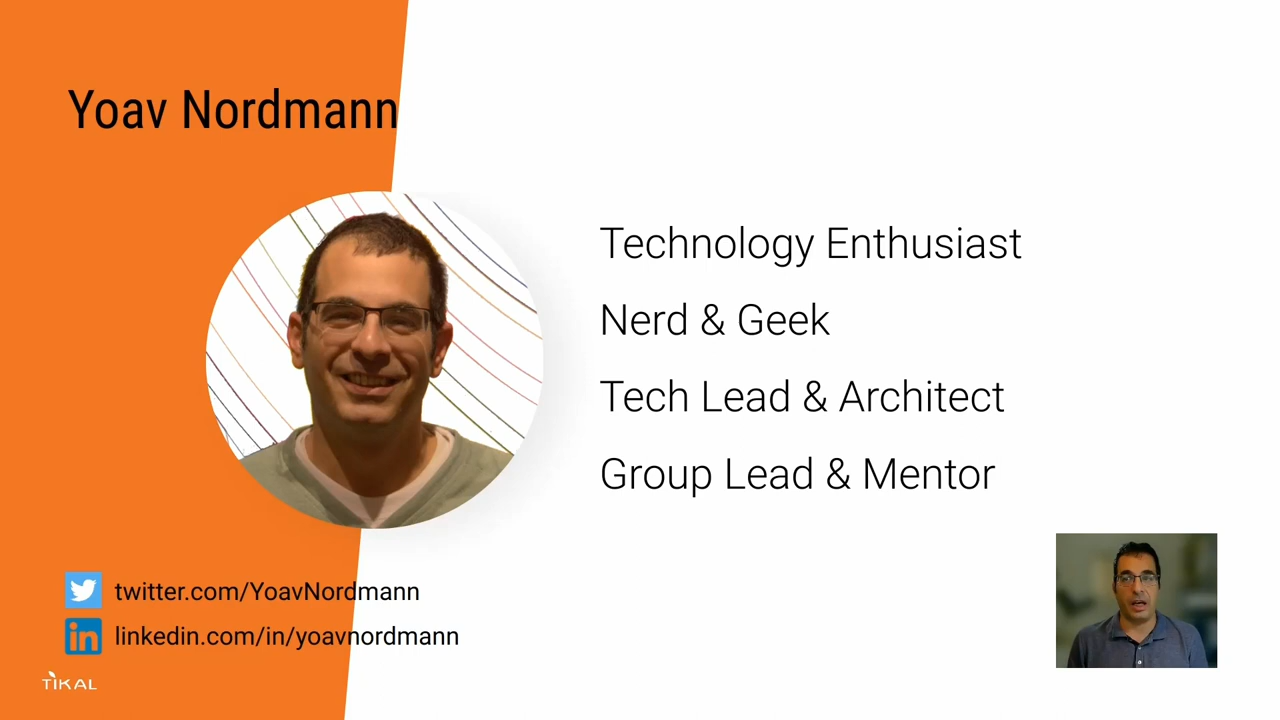 Yoav Nordmann
Technology Enthusiast
Nerd & Geek
Tech Lead & Architect
Group Lead & Mentor
twitter.com/YoavNordmann
linkedin.com/in/yoavnordmann
TIKAL